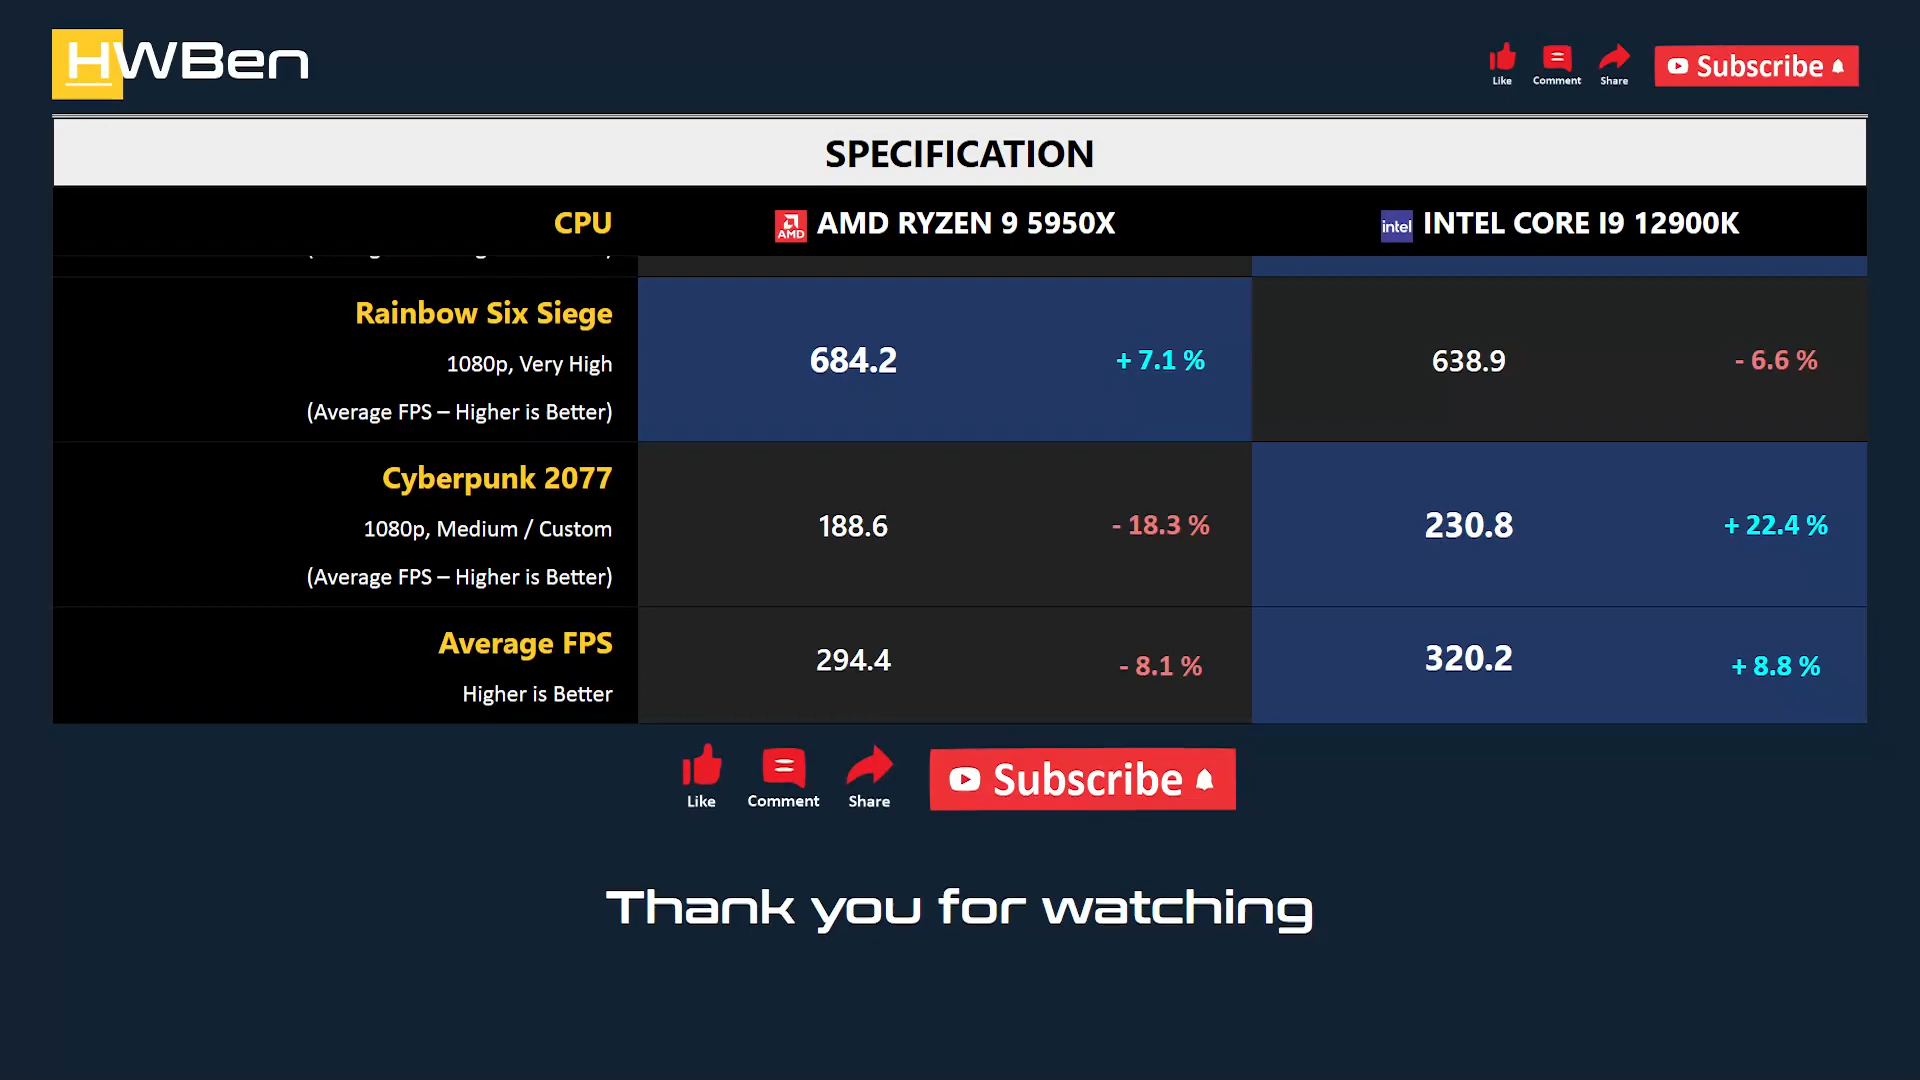 HWBen
Like Comment Share Subscribe
SPECIFICATION
CPU AMD AMD RYZEN 9 5950X intel INTEL CORE I9 12900K
Rainbow Six Siege
1080p, Very High
(Average FPS – Higher is Better)
684.2 + 7.1 % 638.9 - 6.6 %
Cyberpunk 2077
1080p, Medium / Custom
(Average FPS – Higher is Better)
188.6 - 18.3 % 230.8 + 22.4 %
Average FPS
Higher is Better
294.4 - 8.1 % 320.2 + 8.8 %
Like Comment Share Subscribe
Thank you for watching